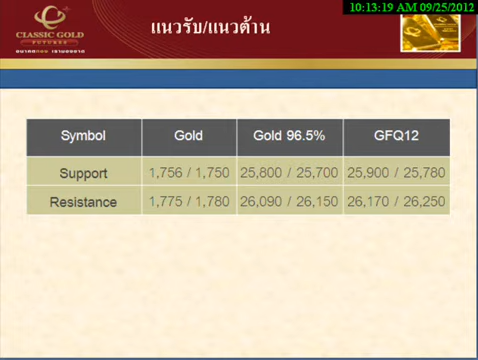 10:13:19 AM 09/25/2012
CLASSIC GOLD
FUTURES
แนวรับ/แนวต้าน
Symbol Gold Gold 96.5% GFQ12
Support 1,756 / 1,750 25,800 / 25,700 25,900 / 25,780
Resistance 1,775 / 1,780 26,090 / 26,150 26,170 / 26,250